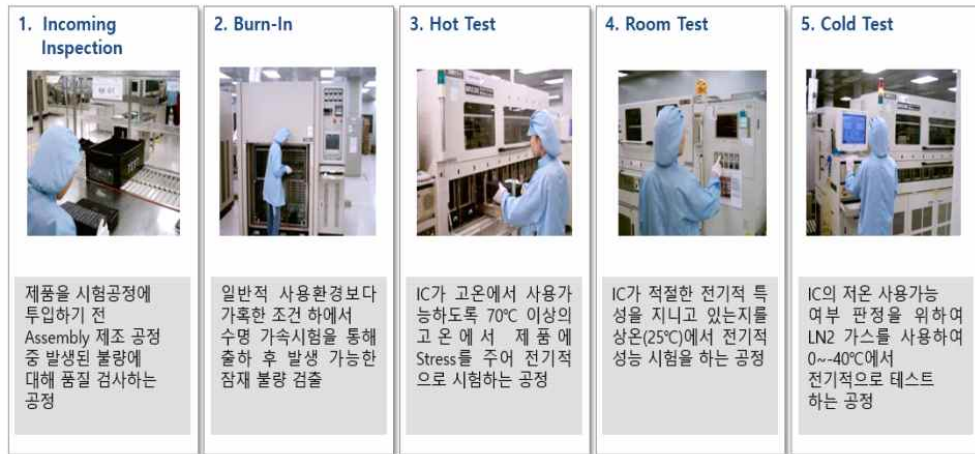 1. Incoming
Inspection
제품을 시험공정에
투입하기 전
Assembly 제조 공정
중 발생된 불량에
대해 품질 검사하는
공정
2. Burn-In
일반적 사용환경보다
가혹한 조건 하에서
수명 가속시험을 통해
출하 후 발생 가능한
잠재 불량 검출
3. Hot Test
IC가 고온에서 사용가
능하도록 70℃ 이상의
고온에서 제품에
Stress를 주어 전기적
으로 시험하는 공정
4. Room Test
IC가 적절한 전기적 특
성을 지니고 있는지를
상온(25℃)에서 전기적
성능 시험을 하는 공정
5. Cold Test
IC의 저온 사용가능
여부 판정을 위하여
LN2 가스를 사용하여
0~-40℃에서
전기적으로 테스트
하는 공정